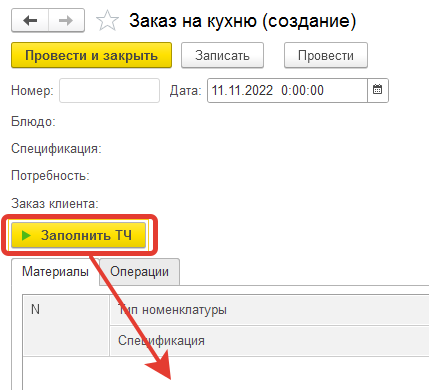 Заказ на кухню (создание)
Провести и закрыть Записать Провести
Номер: Дата: 11.11.2022 0:00:00
Блюдо:
Спецификация:
Потребность:
Заказ клиента:
Заполнить ТЧ
Материалы Операции
N Тип номенклатуры
Спецификация